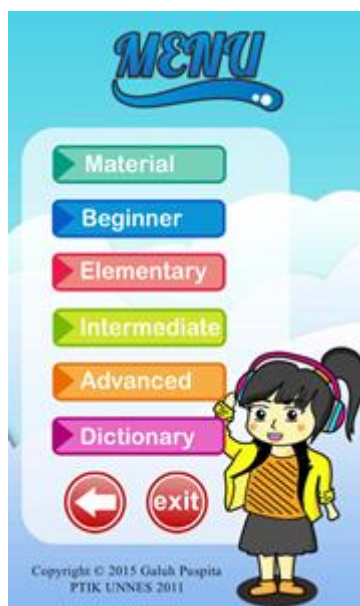 MENU
Material
Beginner
Elementary
Intermediate
Advanced
Dictionary
exit
Copyright © 2015 Galuh Puspita
PTIK UNNES 2011